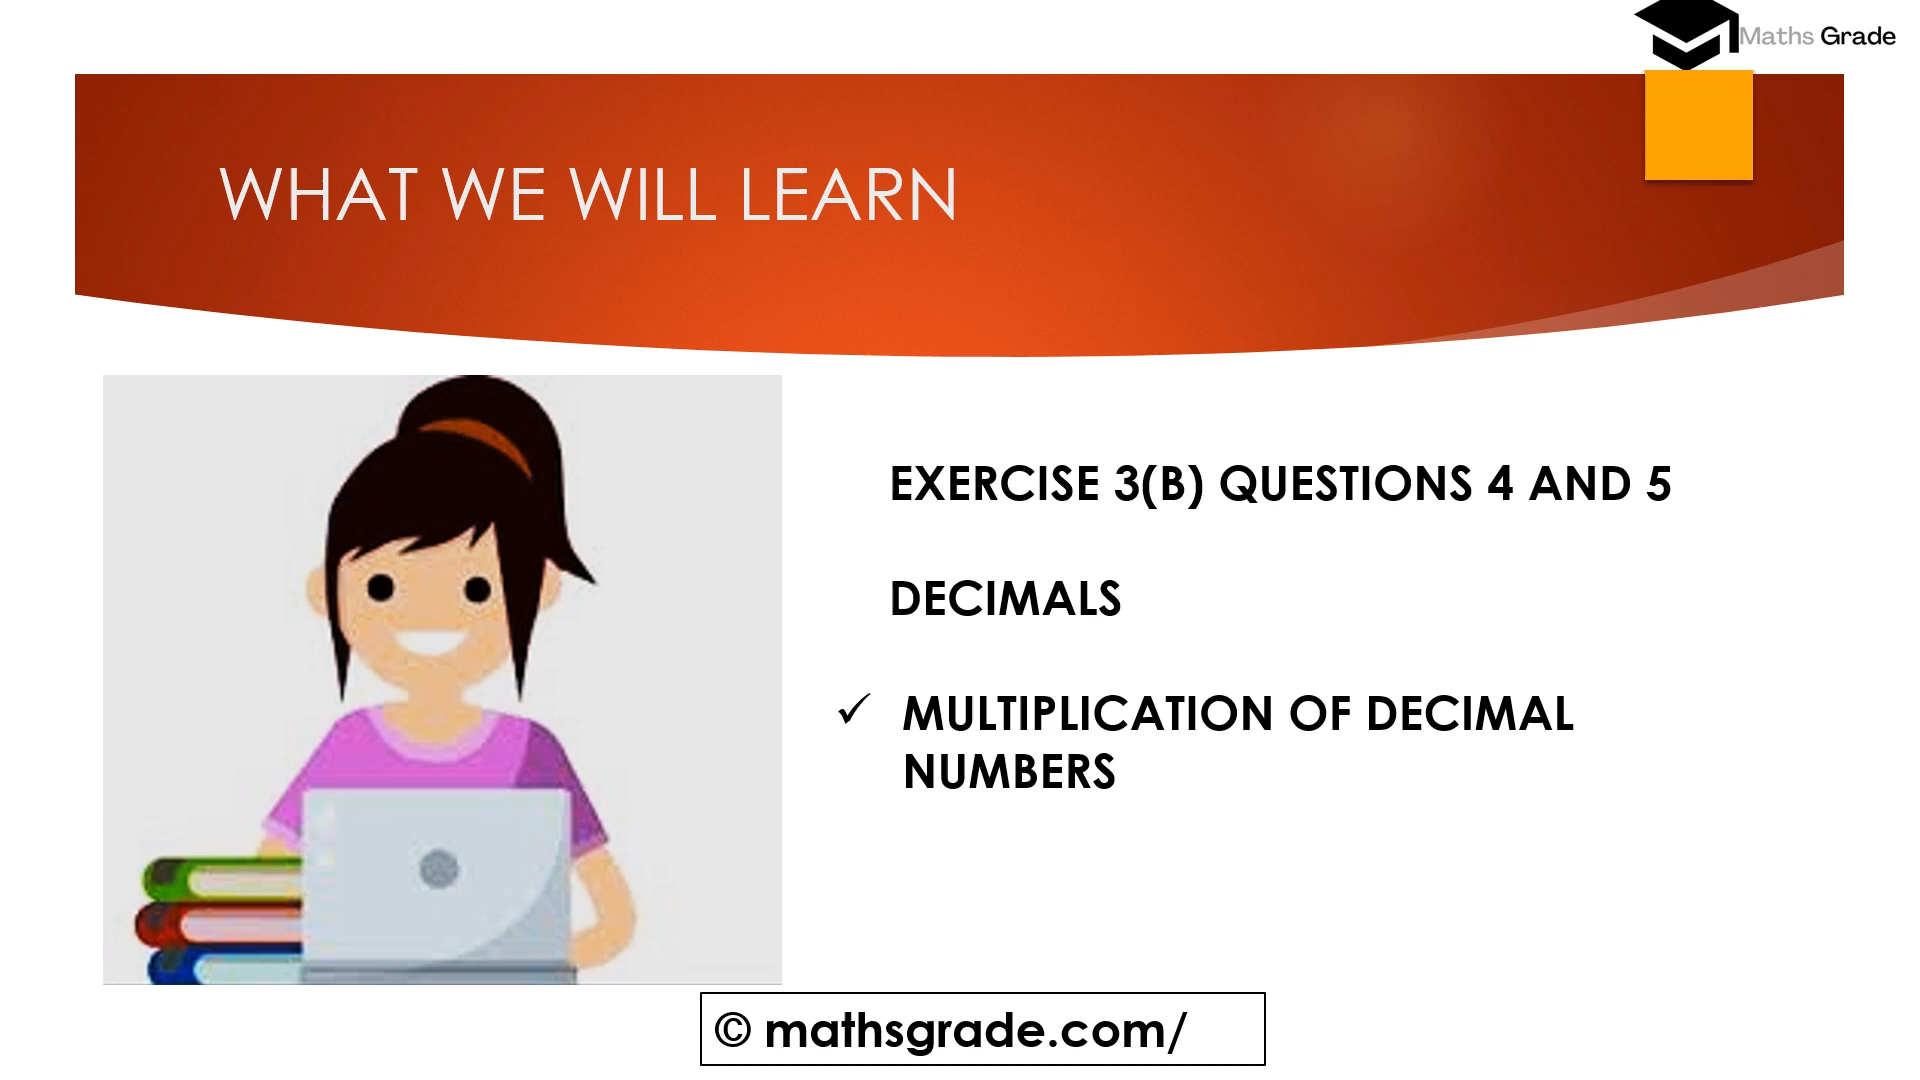 Maths Grade
WHAT WE WILL LEARN
EXERCISE 3(B) QUESTIONS 4 AND 5
DECIMALS
✓ MULTIPLICATION OF DECIMAL
NUMBERS
© mathsgrade.com/